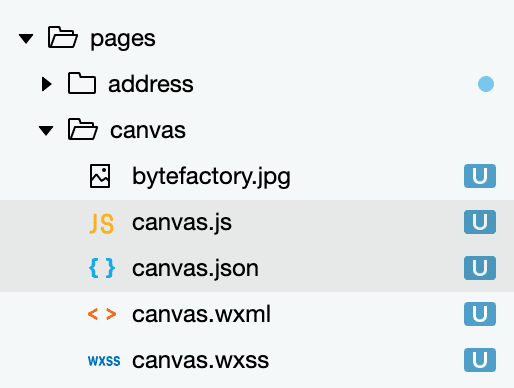 pages
address
canvas
bytefactory.jpg U
JS canvas.js U
{ } canvas.json U
< > canvas.wxml U
wxss canvas.wxss U